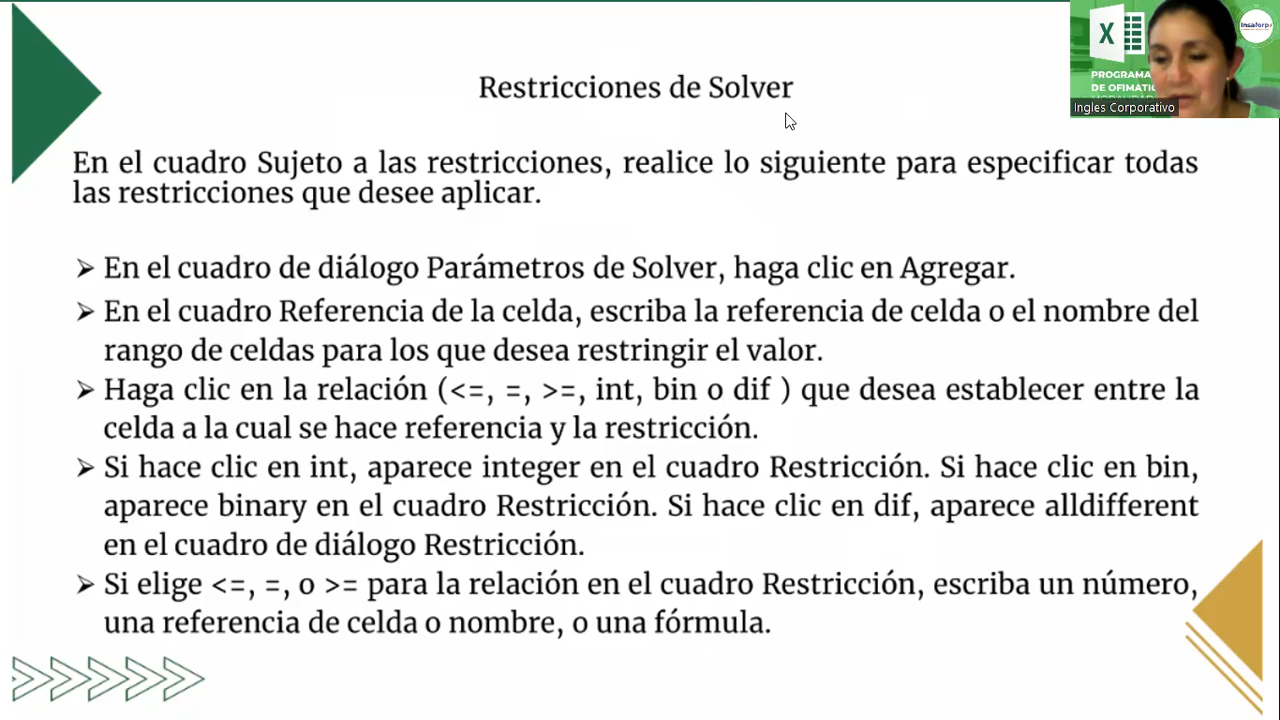 Restricciones de Solver
X
Insaforp
PROGRAMA
DE OFIMATIC
Ingles Corporativo
En el cuadro Sujeto a las restricciones, realice lo siguiente para especificar todas
las restricciones que desee aplicar.
➢ En el cuadro de diálogo Parámetros de Solver, haga clic en Agregar.
➢ En el cuadro Referencia de la celda, escriba la referencia de celda o el nombre del
rango de celdas para los que desea restringir el valor.
➢ Haga clic en la relación (<=, =, >=, int, bin o dif ) que desea establecer entre la
celda a la cual se hace referencia y la restricción.
➢ Si hace clic en int, aparece integer en el cuadro Restricción. Si hace clic en bin,
aparece binary en el cuadro Restricción. Si hace clic en dif, aparece alldifferent
en el cuadro de diálogo Restricción.
➢ Si elige <=, =, o >= para la relación en el cuadro Restricción, escriba un número,
una referencia de celda o nombre, o una fórmula.